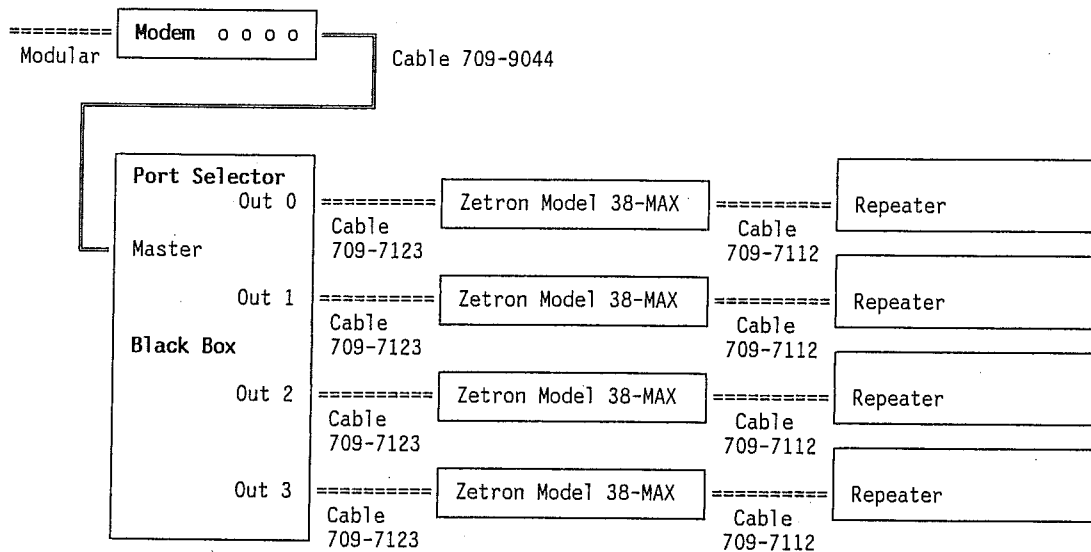 Modem o o o o
Modular
Cable 709-9044
Port Selector
Out 0
Zetron Model 38-MAX
Repeater
Cable
709-7123
Cable
709-7112
Master
Out 1
Zetron Model 38-MAX
Repeater
Cable
709-7123
Cable
709-7112
Black Box
Out 2
Zetron Model 38-MAX
Repeater
Cable
709-7123
Cable
709-7112
Out 3
Zetron Model 38-MAX
Repeater
Cable
709-7123
Cable
709-7112